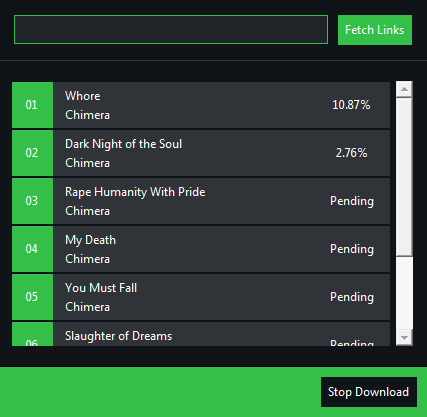 Fetch Links
01
Whore
Chimera
10.87%
02
Dark Night of the Soul
Chimera
2.76%
03
Rape Humanity With Pride
Chimera
Pending
04
My Death
Chimera
Pending
05
You Must Fall
Chimera
Pending
06
Slaughter of Dreams
Pending
Stop Download